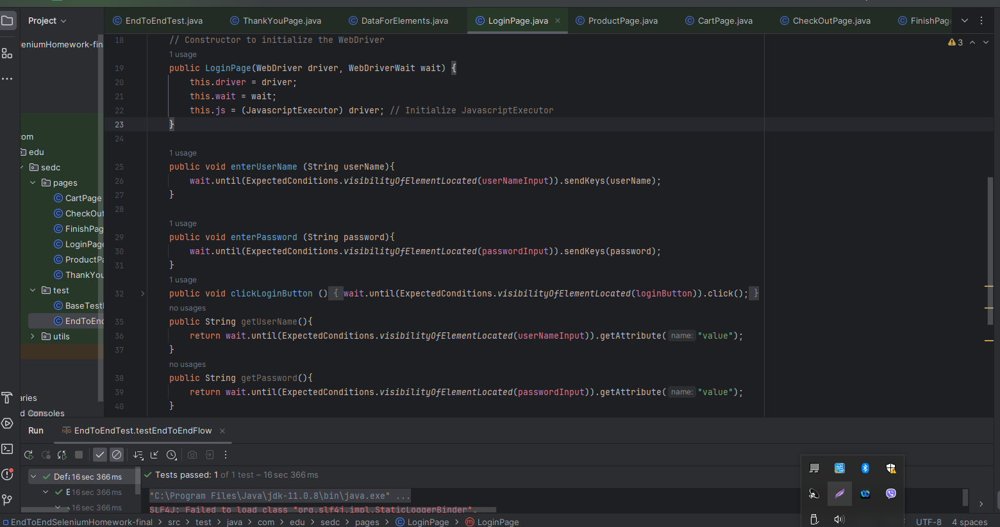 Project
EndToEndTest.java
ThankYouPage.java
DataForElements.java
LoginPage.java
ProductPage.java
CartPage.java
CheckOutPage.java
FinishPag
eleniumHomework-fin
com
edu
sedc
pages
CartPage
CheckOut
FinishPag
LoginPage
ProductPa
ThankYou
test
BaseTest
EndToEnd
utils
aries
d Consoles
3
18 // Constructor to initialize the WebDriver
1 usage
19 public LoginPage(WebDriver driver, WebDriverWait wait) {
20 this.driver = driver;
21 this.wait = wait;
22 this.js = (JavascriptExecutor) driver; // Initialize JavascriptExecutor
23 }
24
1 usage
25 public void enterUserName (String userName){
26 wait.until(ExpectedConditions.visibilityOfElementLocated(userNameInput)).sendKeys(userName);
27 }
28
1 usage
29 public void enterPassword (String password){
30 wait.until(ExpectedConditions.visibilityOfElementLocated(passwordInput)).sendKeys(password);
31 }
1 usage
32 public void clickLoginButton () { wait.until(ExpectedConditions.visibilityOfElementLocated(loginButton)).click(); }
no usages
35 public String getUserName(){
36 return wait.until(ExpectedConditions.visibilityOfElementLocated(userNameInput)).getAttribute( name: "value");
37 }
no usages
38 public String getPassword(){
39 return wait.until(ExpectedConditions.visibilityOfElementLocated(passwordInput)).getAttribute( name: "value");
40 }
Run
EndToEndTest.testEndToEndFlow
Defa 16 sec 366 ms
E 16 sec 366 ms
16 sec 366 ms
Tests passed: 1 of 1 test – 16 sec 366 ms
"C:\Program Files\Java\jdk-11.0.8\bin\java.exe" ...
SLF4J: Failed to load class "org.slf4j.impl.StaticLoggerBinder".
EndToEndSeleniumHomework-final > src > test > java > com > edu > sedc > pages > LoginPage > LoginPage
UTF-8
4 spaces